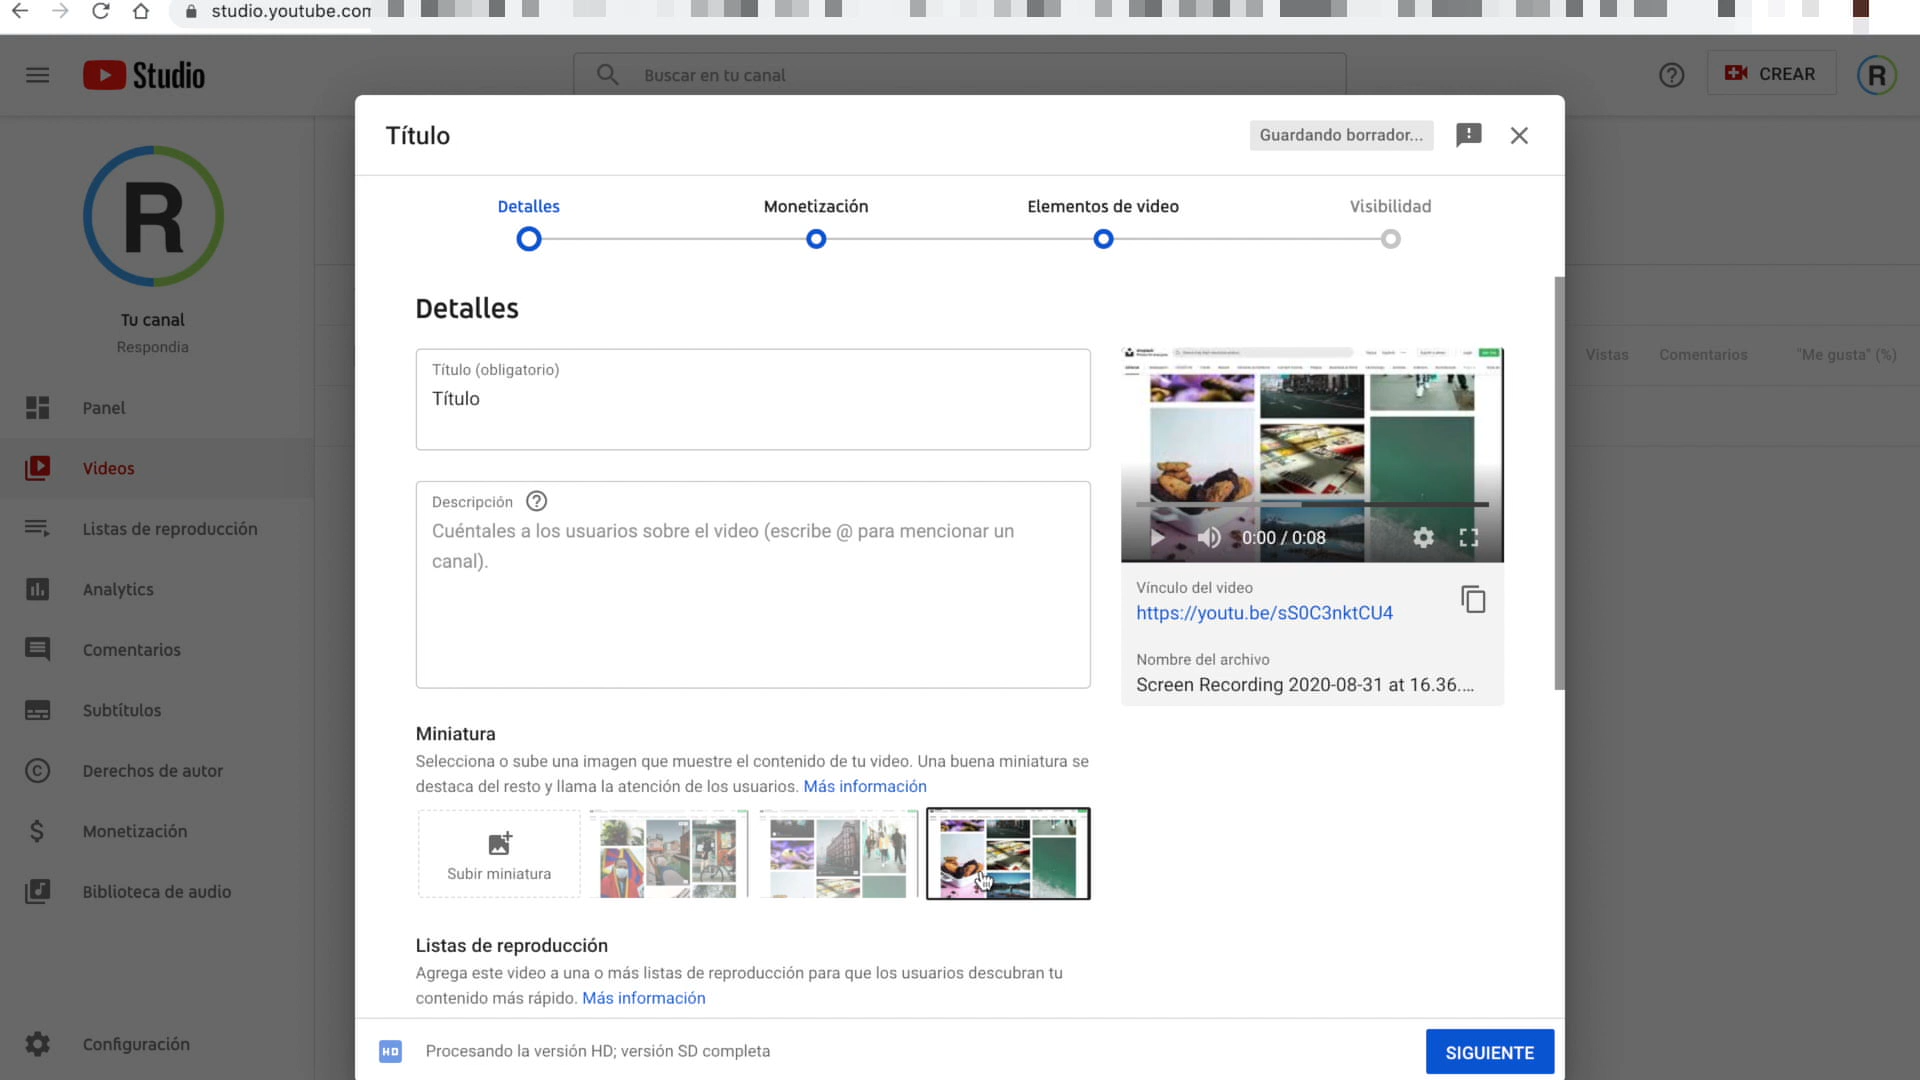 studio.youtube.com
Studio
Buscar en tu canal
CREAR
R
Título
Guardando borrador...
R
Tu canal
Respondia
Panel
Videos
Listas de reproducción
Analytics
Comentarios
Subtítulos
Derechos de autor
Monetización
Biblioteca de audio
Configuración
Detalles
Monetización
Elementos de video
Visibilidad
Detalles
Título (obligatorio)
Título
Descripción
Cuéntales a los usuarios sobre el video (escribe @ para mencionar un
canal).
0:00 / 0:08
Vínculo del video
https://youtu.be/sS0C3nktCU4
Nombre del archivo
Screen Recording 2020-08-31 at 16.36....
Miniatura
Selecciona o sube una imagen que muestre el contenido de tu video. Una buena miniatura se
destaca del resto y llama la atención de los usuarios. Más información
Subir miniatura
Listas de reproducción
Agrega este video a una o más listas de reproducción para que los usuarios descubran tu
contenido más rápido. Más información
HD
Procesando la versión HD; versión SD completa
SIGUIENTE
Vistas
Comentarios
"Me gusta" (%)